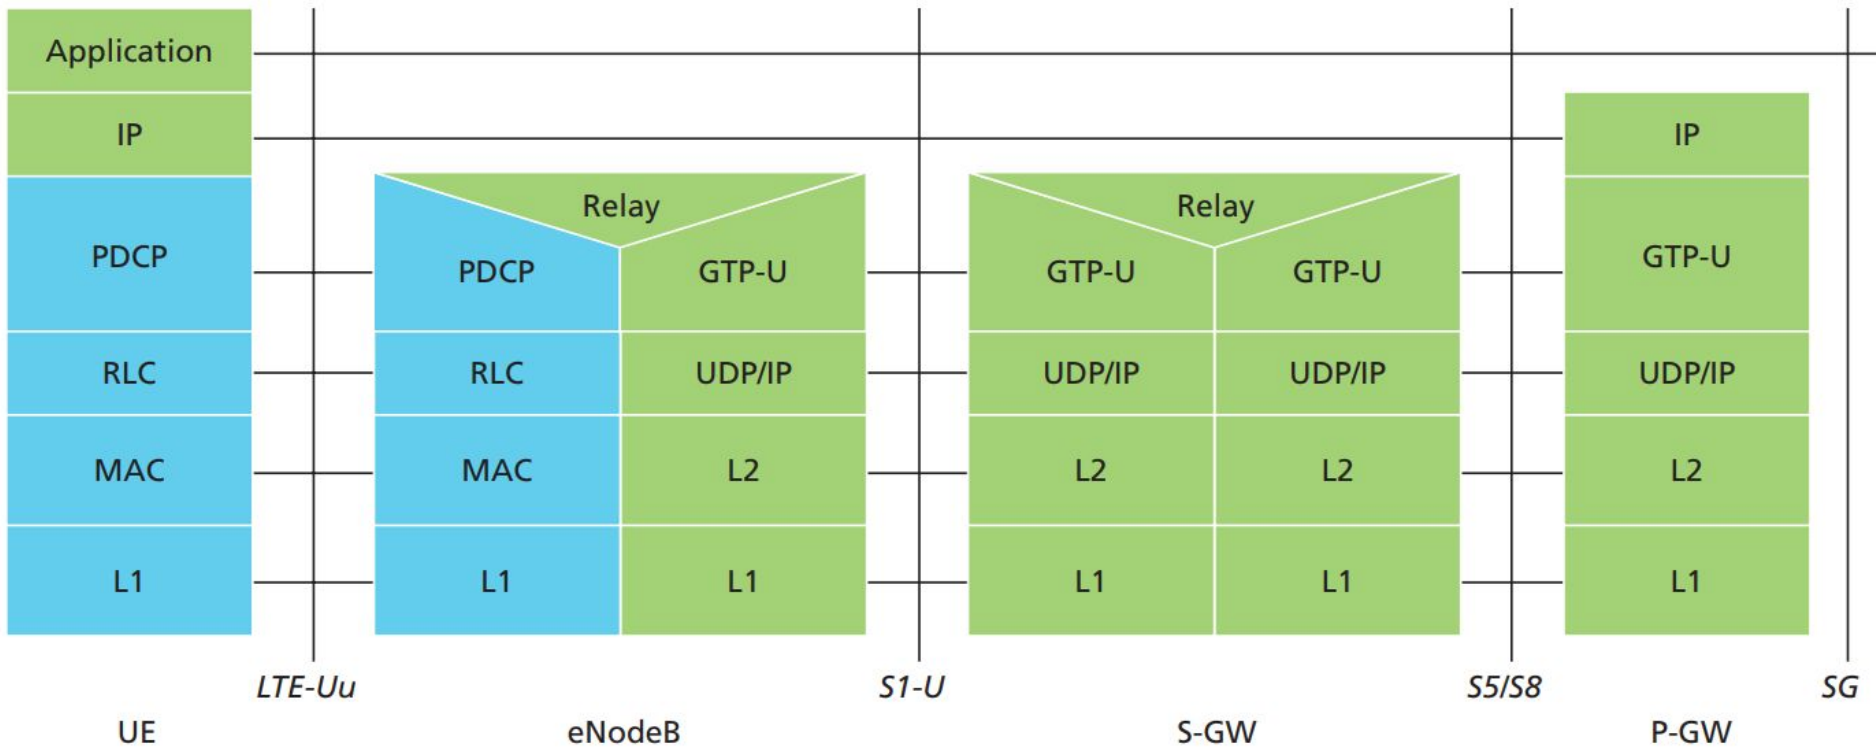 Application
IP
IP
Relay
Relay
PDCP
PDCP
GTP-U
GTP-U
GTP-U
GTP-U
RLC
RLC
UDP/IP
UDP/IP
UDP/IP
UDP/IP
MAC
MAC
L2
L2
L2
L2
L1
L1
L1
L1
L1
L1
LTE-Uu
S1-U
S5/S8
SG
UE
eNodeB
S-GW
P-GW